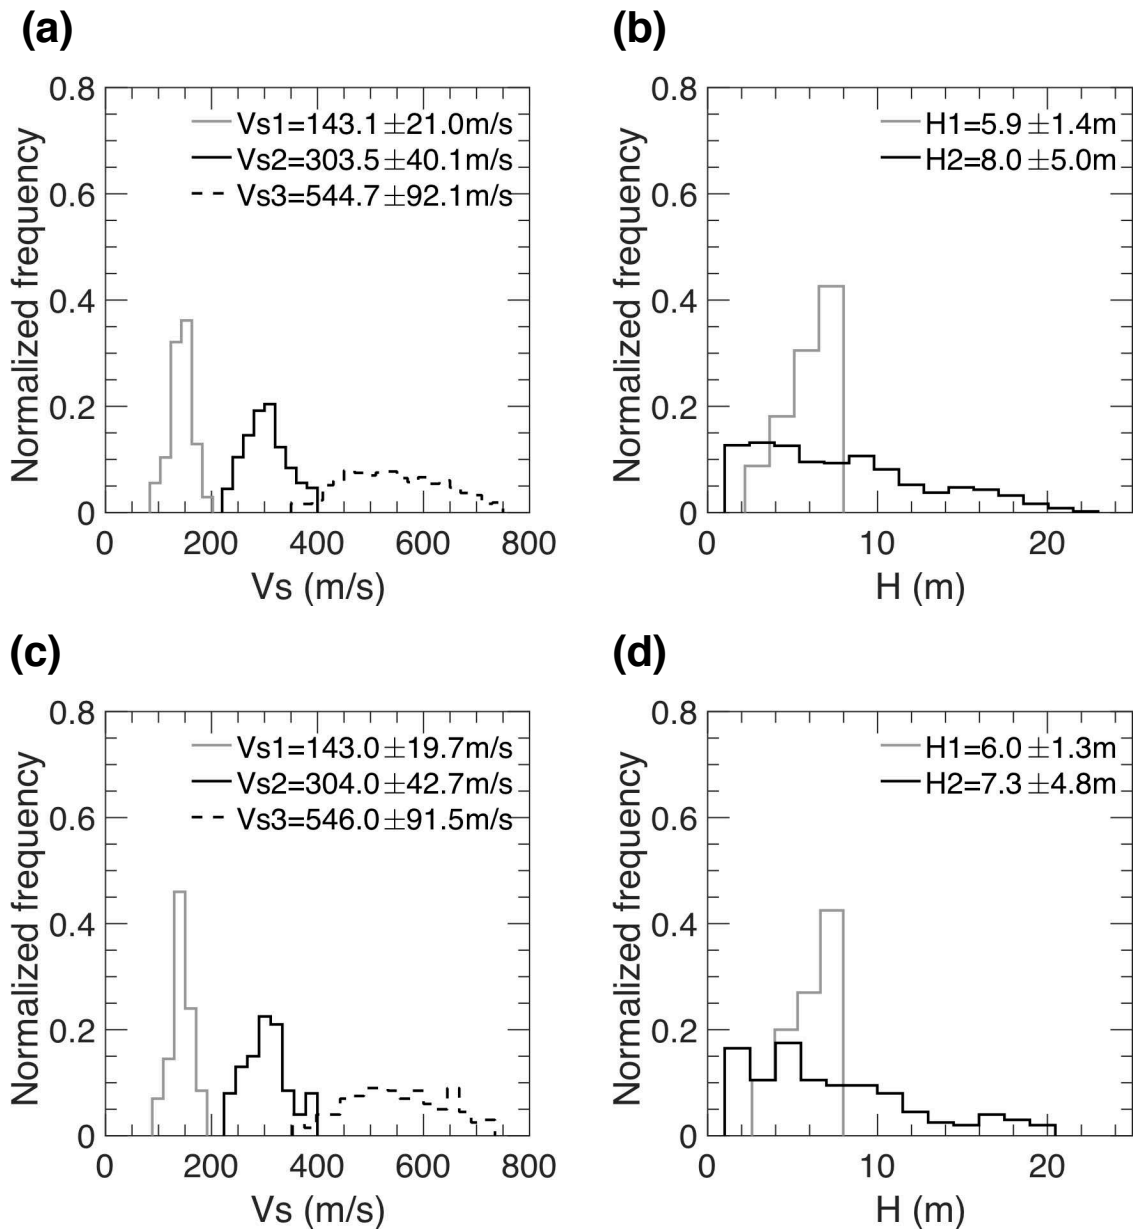 (a)
(b)
Normalized frequency
0.8
0.6
0.4
0.2
0
Vs1=143.1 ±21.0m/s
Vs2=303.5 ±40.1m/s
Vs3=544.7 ±92.1m/s
0 200 400 600 800
Vs (m/s)
Normalized frequency
0.8
0.6
0.4
0.2
0
H1=5.9 ±1.4m
H2=8.0 ±5.0m
0 10 20
H (m)
(c)
(d)
Normalized frequency
0.8
0.6
0.4
0.2
0
Vs1=143.0 ±19.7m/s
Vs2=304.0 ±42.7m/s
Vs3=546.0 ±91.5m/s
0 200 400 600 800
Vs (m/s)
Normalized frequency
0.8
0.6
0.4
0.2
0
H1=6.0 ±1.3m
H2=7.3 ±4.8m
0 10 20
H (m)